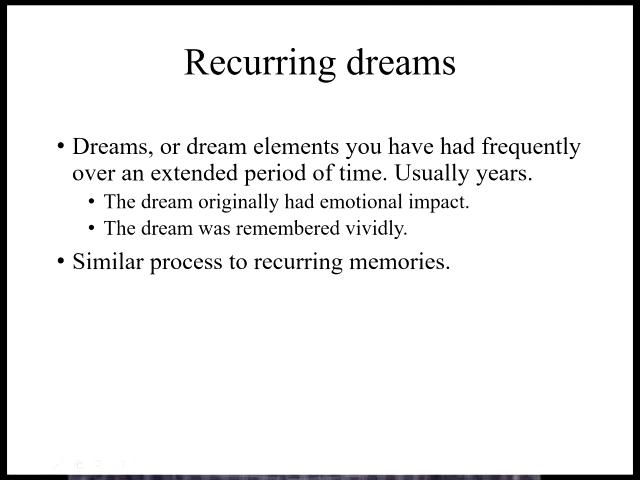 Recurring dreams
• Dreams, or dream elements you have had frequently
over an extended period of time. Usually years.
• The dream originally had emotional impact.
• The dream was remembered vividly.
• Similar process to recurring memories.